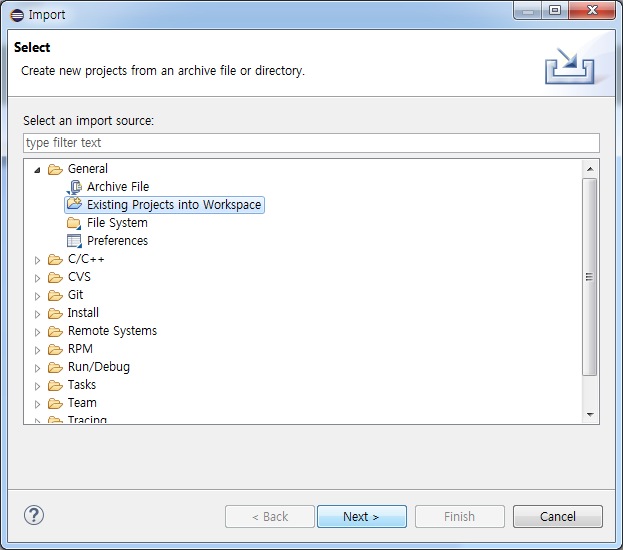 Import
Select
Create new projects from an archive file or directory.
Select an import source:
type filter text
General
Archive File
Existing Projects into Workspace
File System
Preferences
C/C++
CVS
Git
Install
Remote Systems
RPM
Run/Debug
Tasks
Team
Tracing
?
< Back
Next >
Finish
Cancel